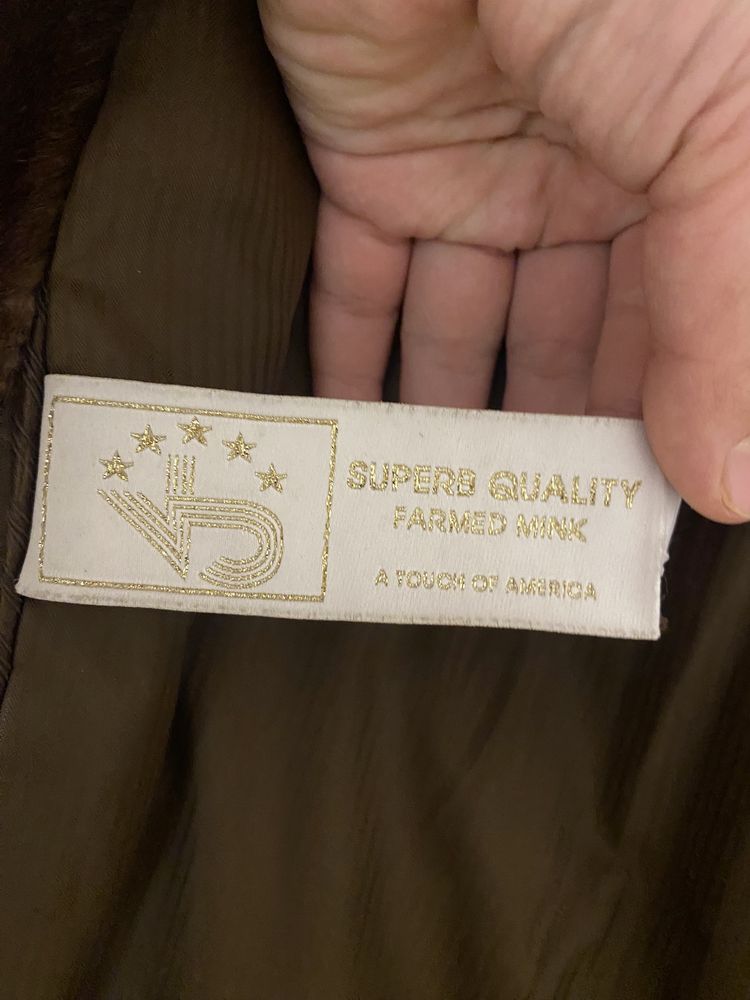 SUPERB QUALITY
FARMED MINK
A TOUCH OF AMERICA